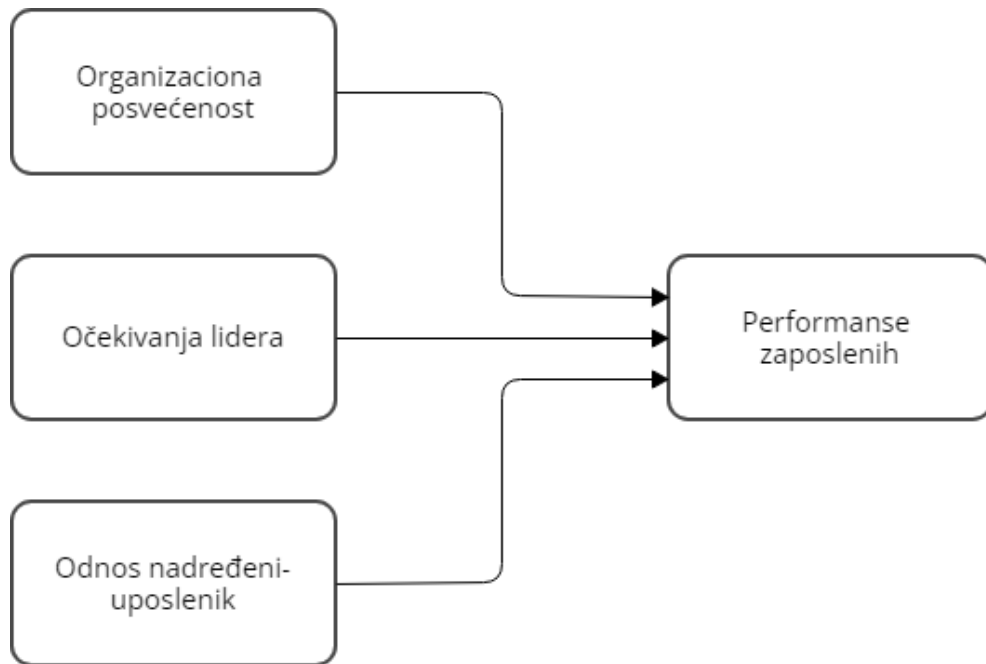 Organizaciona
posvećenost
Očekivanja lidera
Performanse
zaposlenih
Odnos nadređeni-
uposlenik